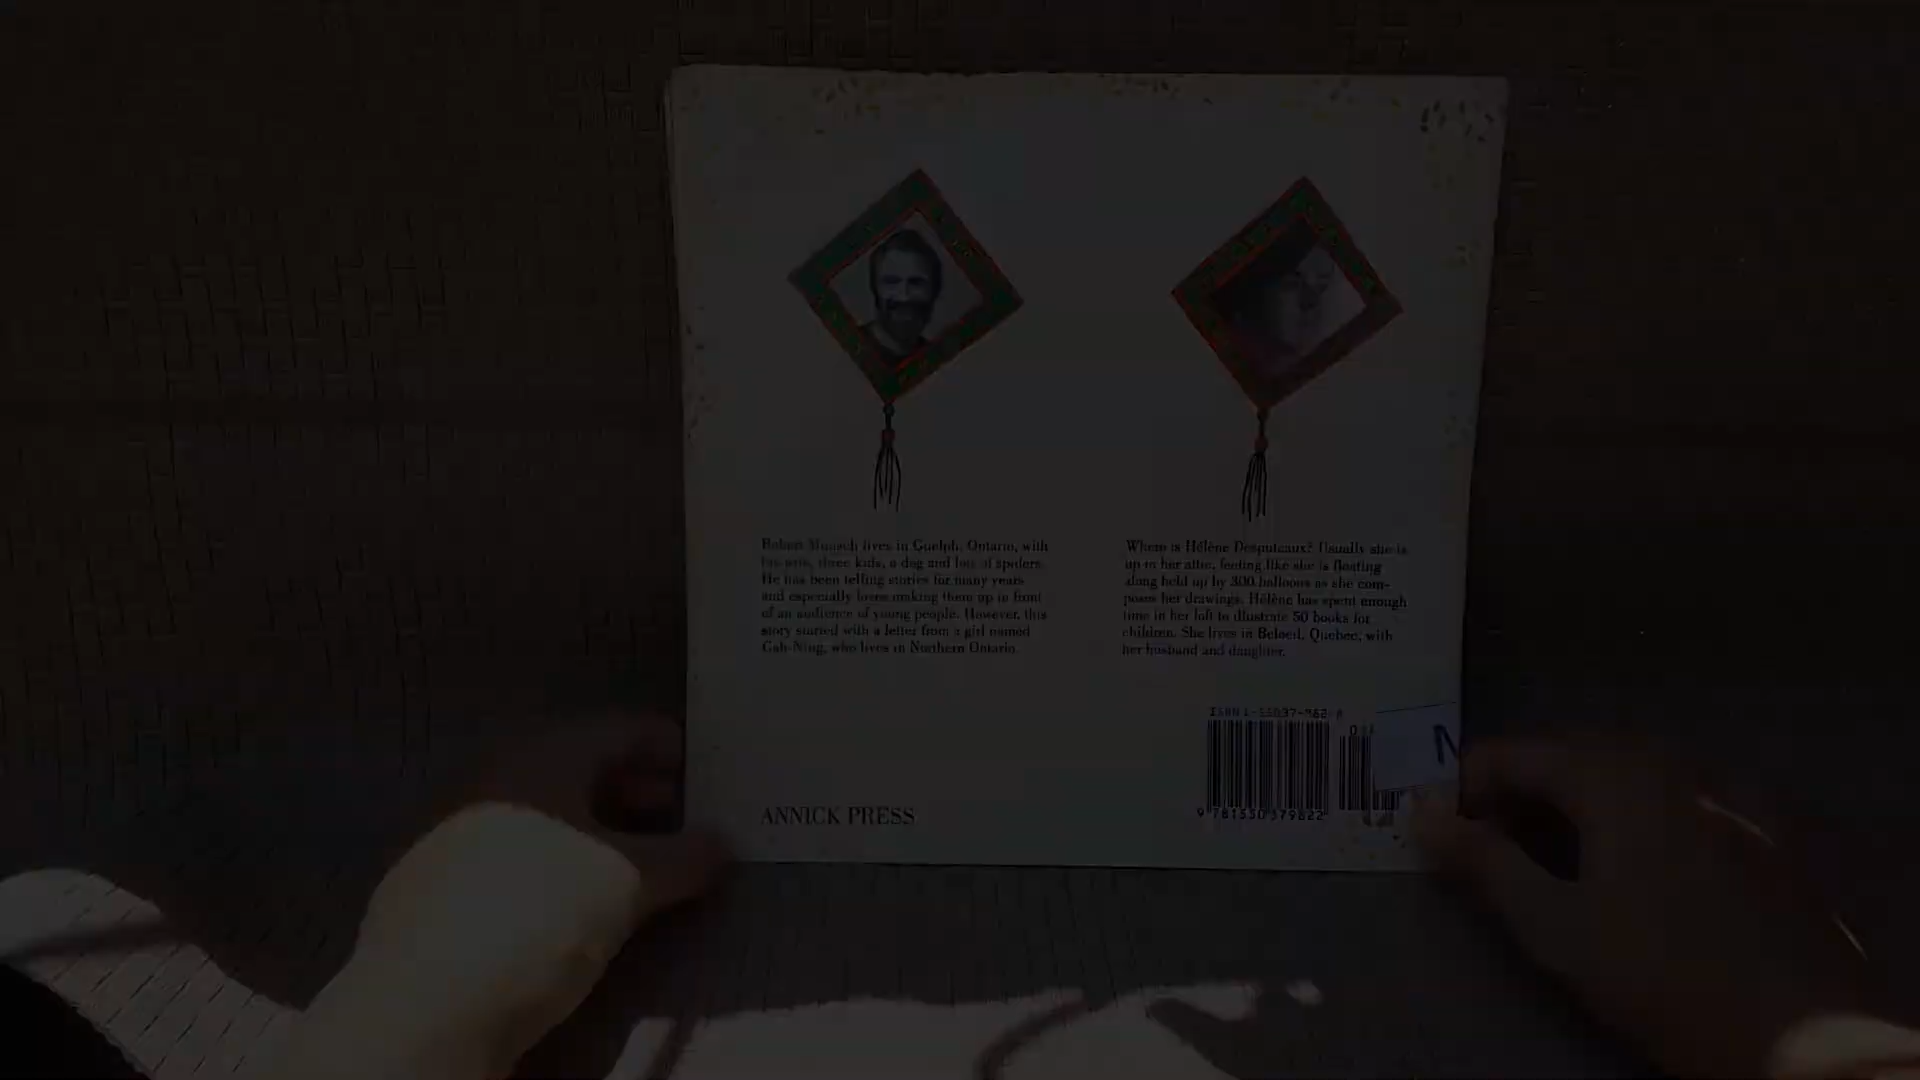 Robert Munsch lives in Guelph, Ontario, with
his wife, three kids, a dog and lots of spiders.
He has been telling stories for many years
and especially loves making them up in front
of an audience of young people. However, this
story started with a letter from a girl named
Gah-Ning, who lives in Northern Ontario.
Where is Hélène Desputeaux? Usually she is
up in her attic, feeling like she is floating
along held up by 300 balloons as she com-
poses her drawings. Hélène has spent enough
time in her loft to illustrate 50 books for
children. She lives in Beloeil, Quebec, with
her husband and daughter.
ANNICK PRESS
9 781550 379822